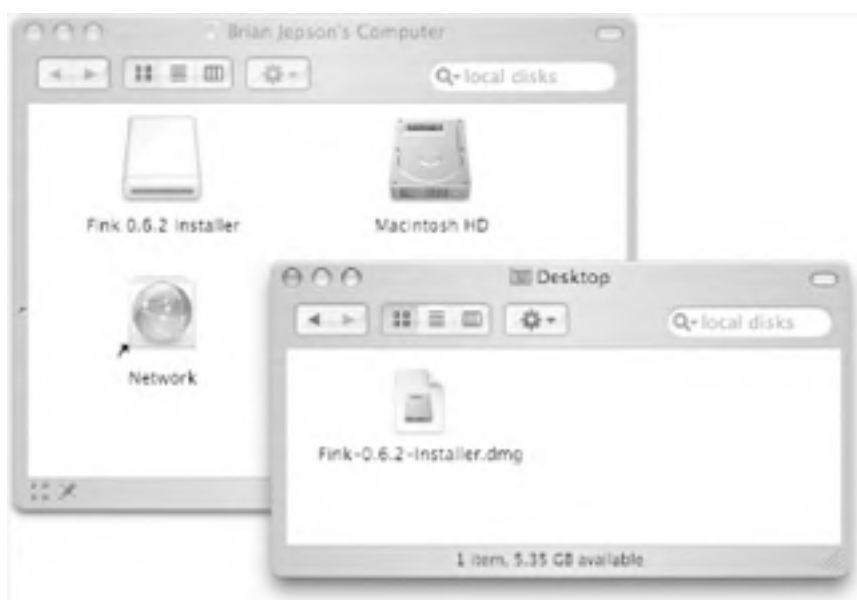 Brian Jepson's Computer
local disks
Fink 0.6.2 Installer
Macintosh HD
Network
Desktop
local disks
Fink-0.6.2-Installer.dmg
1 item, 5.35 GB available